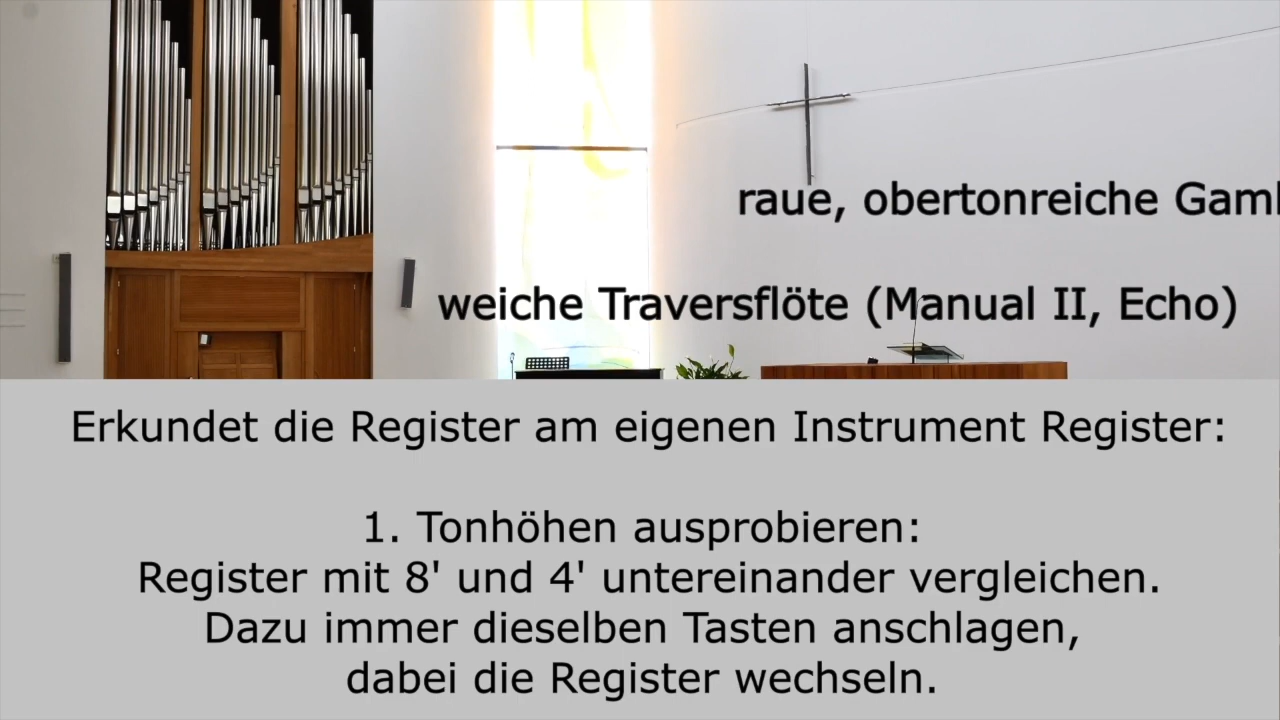 raue, obertonreiche
weiche Traversflöte (Manual II, Echo)
Erkundet die Register am eigenen Instrument Register:
1. Tonhöhen ausprobieren:
Register mit 8' und 4' untereinander vergleichen.
Dazu immer dieselben Tasten anschlagen,
dabei die Register wechseln.